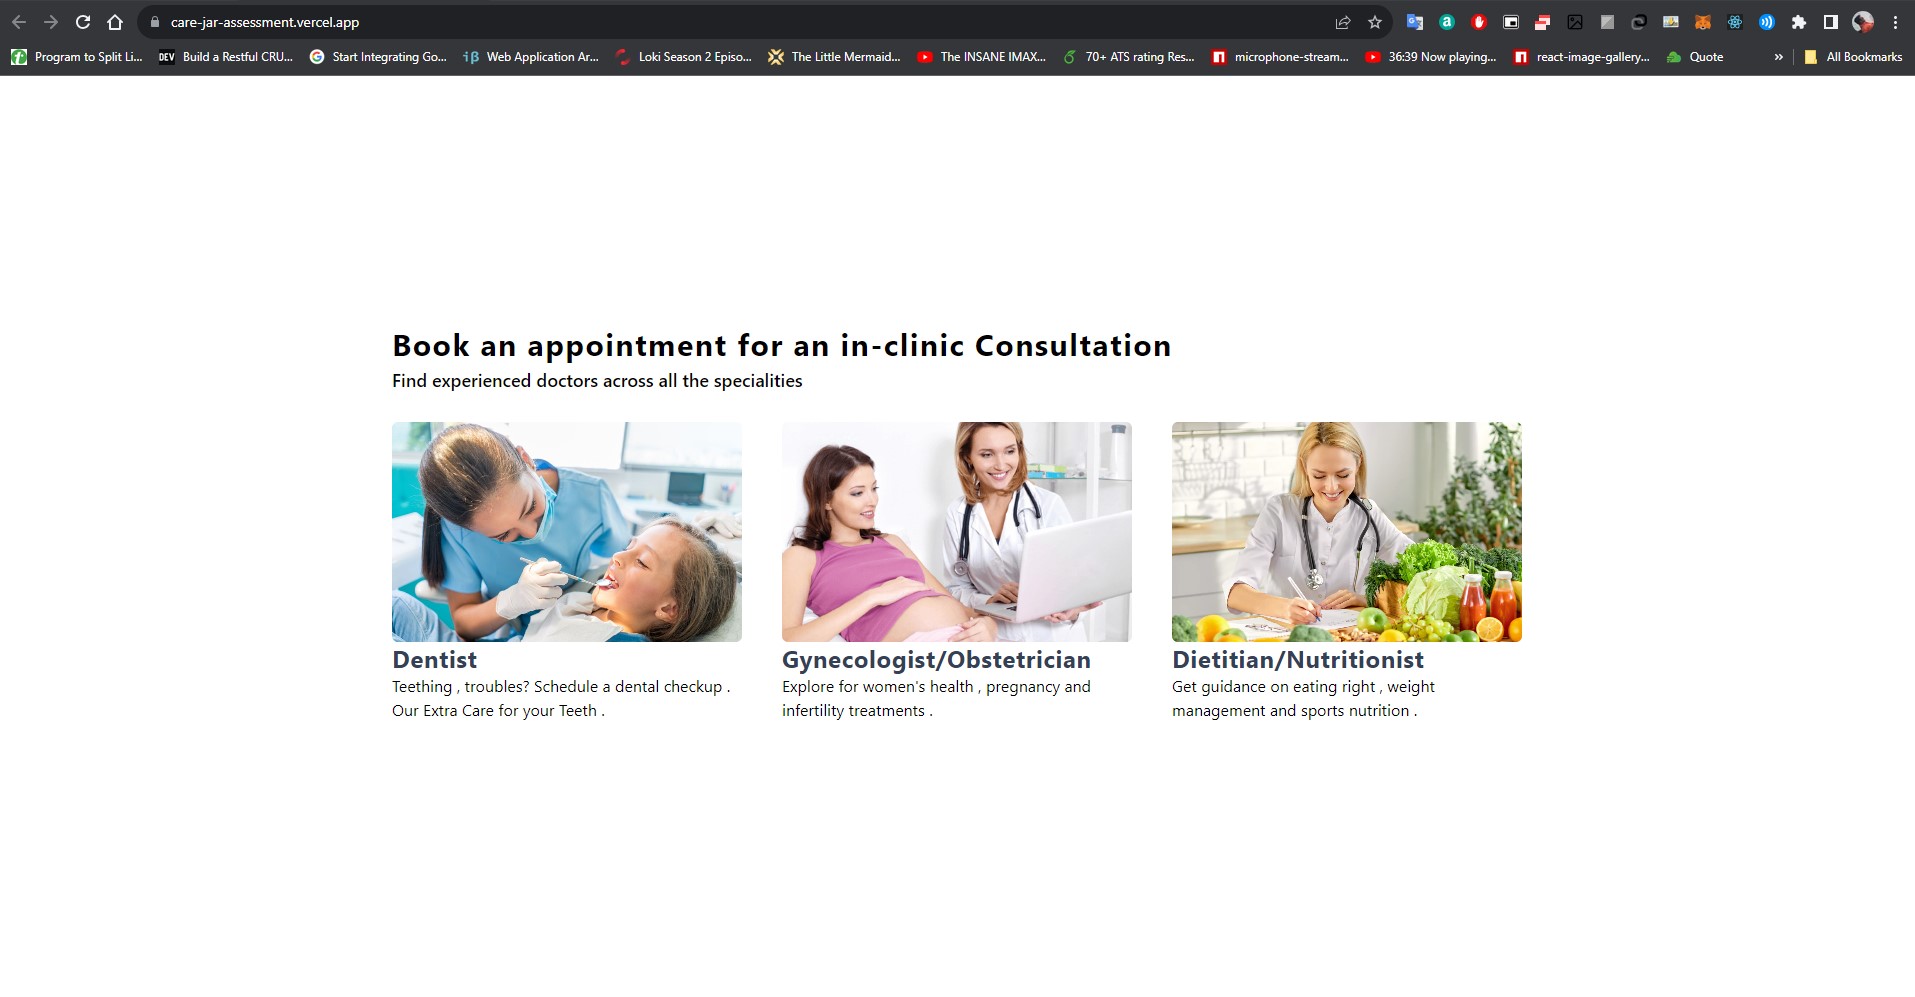 care-jar-assessment.vercel.app
Program to Split Li... DEV Build a Restful CRU... Start Integrating Go... iβ Web Application Ar... Loki Season 2 Episo... The Little Mermaid... The INSANE IMAX... 70+ ATS rating Res... microphone-stream... 36:39 Now playing... react-image-gallery... Quote » All Bookmarks
Book an appointment for an in-clinic Consultation
Find experienced doctors across all the specialities
Dentist
Teething , troubles? Schedule a dental checkup .
Our Extra Care for your Teeth .
Gynecologist/Obstetrician
Explore for women's health , pregnancy and
infertility treatments .
Dietitian/Nutritionist
Get guidance on eating right , weight
management and sports nutrition .